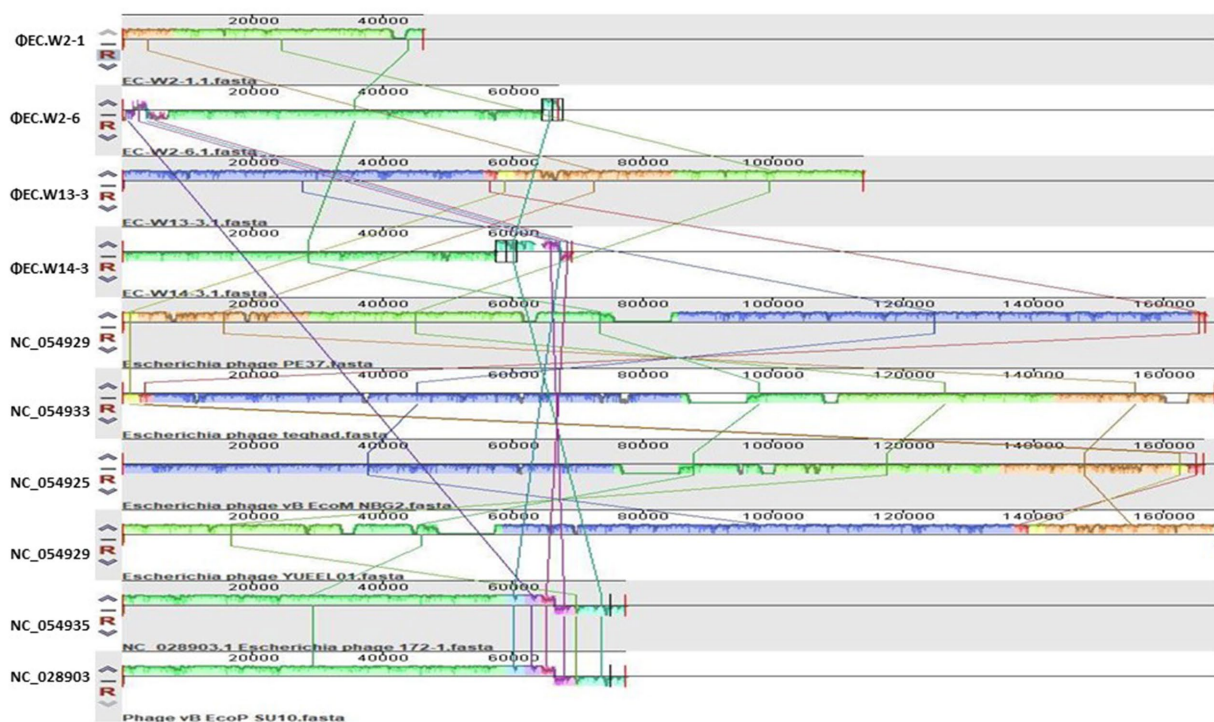 20000 40000
ΦEC.W2-1
R
EC-W2-1.1.fasta
20000 40000 60000
ΦEC.W2-6
R
EC-W2-6.1.fasta
20000 40000 60000 80000 100000
ΦEC.W13-3
R
EC-W13-3.1.fasta
20000 40000 60000
ΦEC.W14-3
R
EC-W14-3.1.fasta
20000 40000 60000 80000 100000 120000 140000 160000
NC_054929
R
Escherichia phage PE37.fasta
20000 40000 60000 80000 100000 120000 140000 160000
NC_054933
R
Escherichia phage teqhad.fasta
20000 40000 60000 80000 100000 120000 140000 160000
NC_054925
R
Escherichia phage vB EcoM NBG2.fasta
20000 40000 60000 80000 100000 120000 140000 160000
NC_054929
R
Escherichia phage YUEEL01.fasta
20000 40000 60000
NC_054935
R
NC_028903.1 Escherichia phage 172-1.fasta
20000 40000 60000
NC_028903
R
Phage vB EcoP SU10.fasta